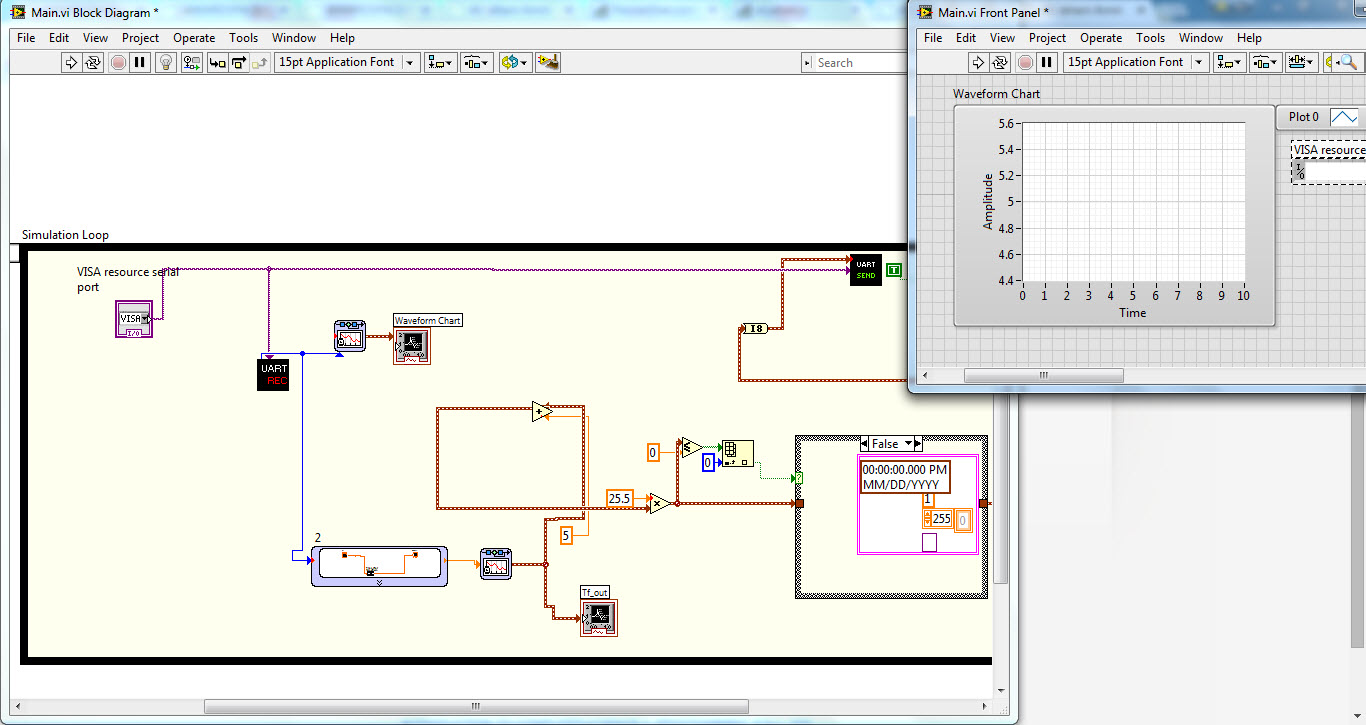 Main.vi Block Diagram *
File Edit View Project Operate Tools Window Help
15pt Application Font
Search
Simulation Loop
VISA resource serial
port
VISA
I/O
UART
REC
Waveform Chart
UART
SEND
T
I8
+
0
0
25.5
×
5
2
Tf_out
False
?
00:00:00.000 PM
MM/DD/YYYY
1
255
0
Main.vi Front Panel *
File Edit View Project Operate Tools Window Help
15pt Application Font
Waveform Chart
Plot 0
VISA resource
I/O
Amplitude
5.6
5.4
5.2
5
4.8
4.6
4.4
0 1 2 3 4 5 6 7 8 9 10
Time